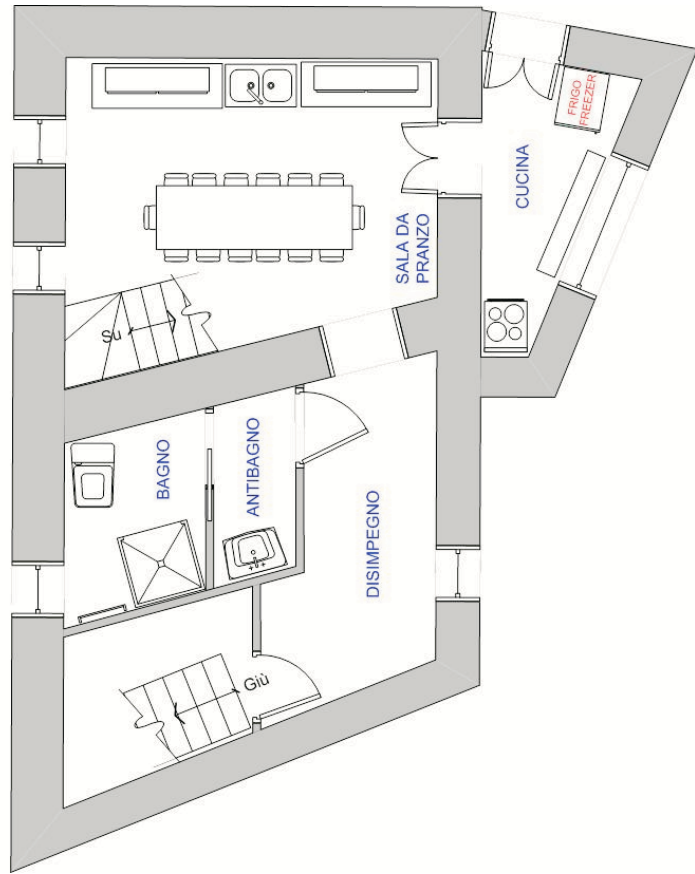 FRIGO
FREEZER
CUCINA
SALA DA
PRANZO
Su
BAGNO
ANTIBAGNO
DISIMPEGNO
Giù